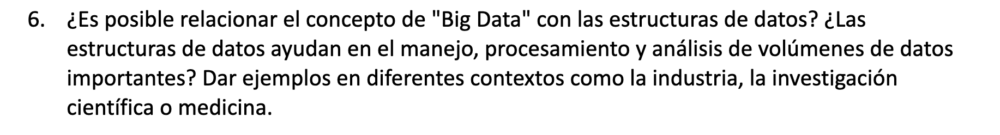 6. ¿Es posible relacionar el concepto de "Big Data" con las estructuras de datos? ¿Las
estructuras de datos ayudan en el manejo, procesamiento y análisis de volúmenes de datos
importantes? Dar ejemplos en diferentes contextos como la industria, la investigación
científica o medicina.